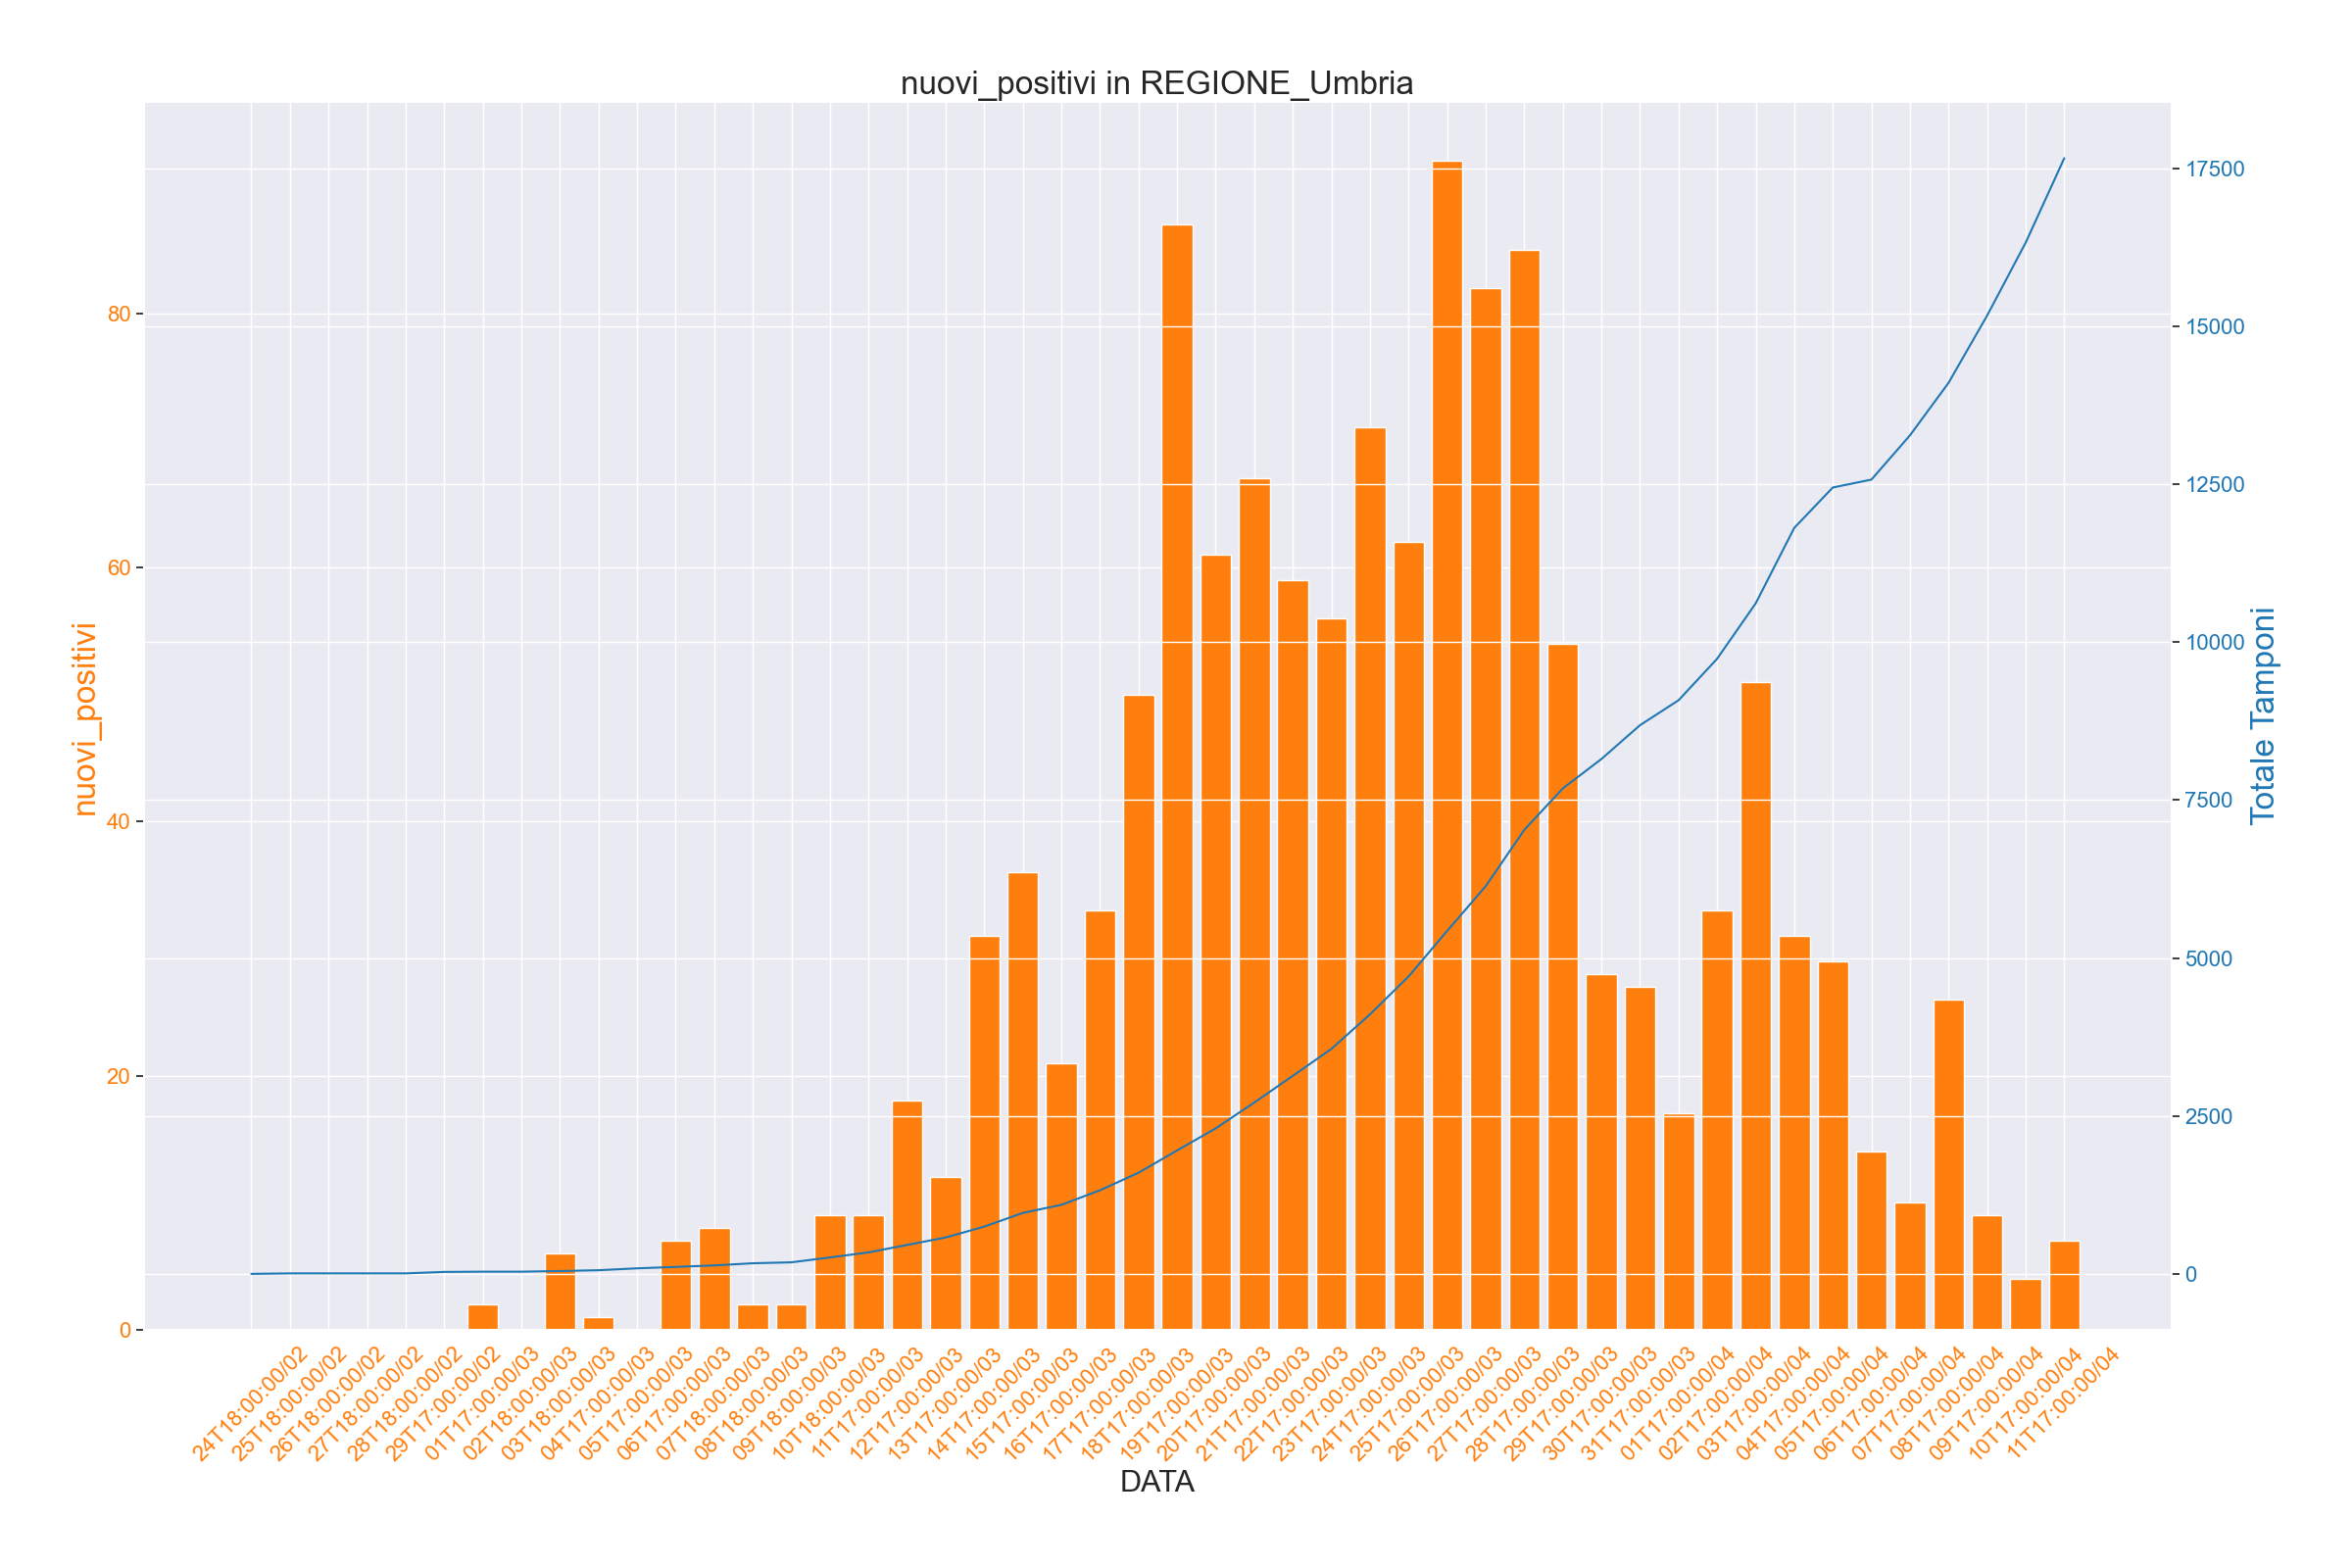 nuovi_positivi in REGIONE_Umbria
nuovi_positivi
80
60
40
20
0
17500
15000
12500
10000
7500
5000
2500
0
Totale Tamponi
24T18:00:00/02
25T18:00:00/02
26T18:00:00/02
27T18:00:00/02
28T18:00:00/02
29T17:00:00/02
01T17:00:00/03
02T18:00:00/03
03T18:00:00/03
04T17:00:00/03
05T17:00:00/03
06T17:00:00/03
07T18:00:00/03
08T18:00:00/03
09T18:00:00/03
10T18:00:00/03
11T17:00:00/03
12T17:00:00/03
13T17:00:00/03
14T17:00:00/03
15T17:00:00/03
16T17:00:00/03
17T17:00:00/03
18T17:00:00/03
19T17:00:00/03
20T17:00:00/03
21T17:00:00/03
22T17:00:00/03
23T17:00:00/03
24T17:00:00/03
25T17:00:00/03
26T17:00:00/03
27T17:00:00/03
28T17:00:00/03
29T17:00:00/03
30T17:00:00/03
31T17:00:00/03
01T17:00:00/04
02T17:00:00/04
03T17:00:00/04
04T17:00:00/04
05T17:00:00/04
06T17:00:00/04
07T17:00:00/04
08T17:00:00/04
09T17:00:00/04
10T17:00:00/04
11T17:00:00/04
DATA